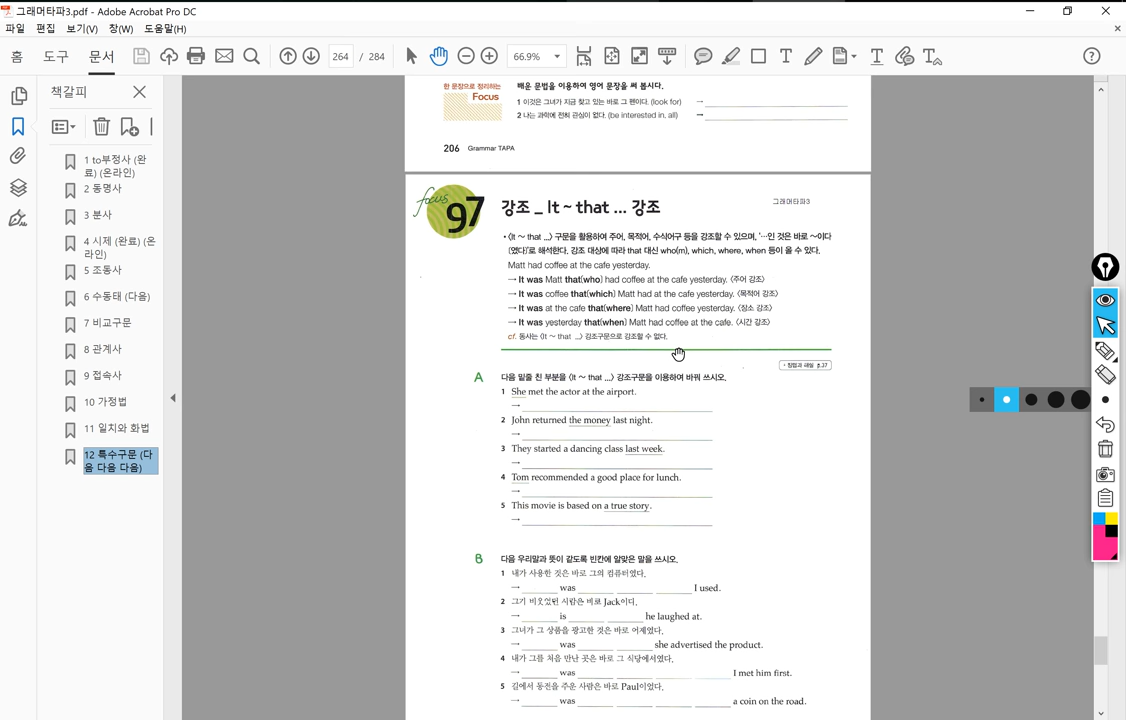 그래머타파3.pdf - Adobe Acrobat Pro DC
파일 편집 보기(V) 창(W) 도움말(H)
홈 도구 문서 264 / 284 66.9%
책갈피
1 to부정사 (완료) (온라인)
2 동명사
3 분사
4 시제 (완료) (온라인)
5 조동사
6 수동태 (다음)
7 비교구문
8 관계사
9 접속사
10 가정법
11 일치와 화법
12 특수구문 (다음 다음 다음)
한 문장으로 정리하는 Focus
배운 문법을 이용하여 영어 문장을 써 봅시다.
1 이것은 그녀가 지금 찾고 있는 바로 그 펜이다. (look for) →
2 나는 과학에 전혀 관심이 없다. (be interested in, all) →
206 Grammar TAPA
focus 97 강조 _ It ~ that ... 강조
그래머타파3
• 〈It ~ that ...〉 구문을 활용하여 주어, 목적어, 수식어구 등을 강조할 수 있으며, '…인 것은 바로 ~이다
(였다)'로 해석한다. 강조 대상에 따라 that 대신 who(m), which, where, when 등이 올 수 있다.
Matt had coffee at the cafe yesterday.
→ It was Matt that(who) had coffee at the cafe yesterday. 〈주어 강조〉
→ It was coffee that(which) Matt had at the cafe yesterday. 〈목적어 강조〉
→ It was at the cafe that(where) Matt had coffee yesterday. 〈장소 강조〉
→ It was yesterday that(when) Matt had coffee at the cafe. 〈시간 강조〉
cf. 동사는 〈It ~ that ...〉 강조구문으로 강조할 수 없다.
• 정답과 해설 p.37
A 다음 밑줄 친 부분을 〈It ~ that ...〉 강조구문을 이용하여 바꿔 쓰시오.
1 She met the actor at the airport.
→
2 John returned the money last night.
→
3 They started a dancing class last week.
→
4 Tom recommended a good place for lunch.
→
5 This movie is based on a true story.
→
B 다음 우리말과 뜻이 같도록 빈칸에 알맞은 말을 쓰시오.
1 내가 사용한 것은 바로 그의 컴퓨터였다.
→ was I used.
2 그가 비웃었던 사람은 바로 Jack이다.
→ is he laughed at.
3 그녀가 그 상품을 광고한 것은 바로 어제였다.
→ was she advertised the product.
4 내가 그를 처음 만난 곳은 바로 그 식당에서였다.
→ was I met him first.
5 길에서 동전을 주운 사람은 바로 Paul이었다.
→ was a coin on the road.